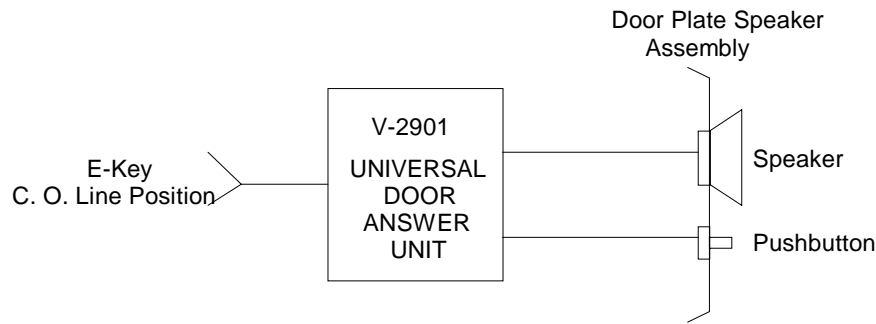 Door Plate Speaker
Assembly
V-2901
UNIVERSAL
DOOR
ANSWER
UNIT
E-Key
C. O. Line Position
Speaker
Pushbutton